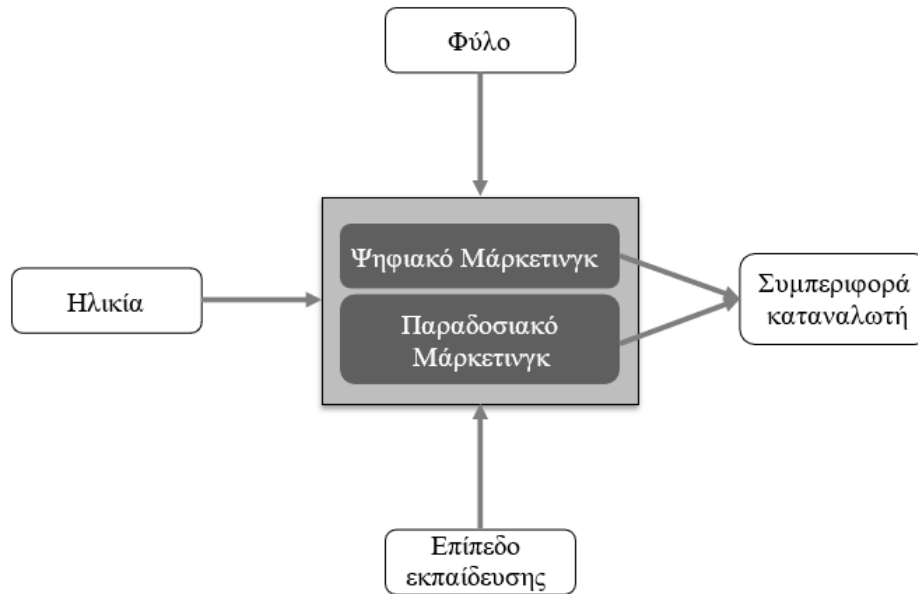 Φύλο
Ψηφιακό Μάρκετινγκ
Ηλικία
Παραδοσιακό
Μάρκετινγκ
Συμπεριφορά
καταναλωτή
Επίπεδο
εκπαίδευσης